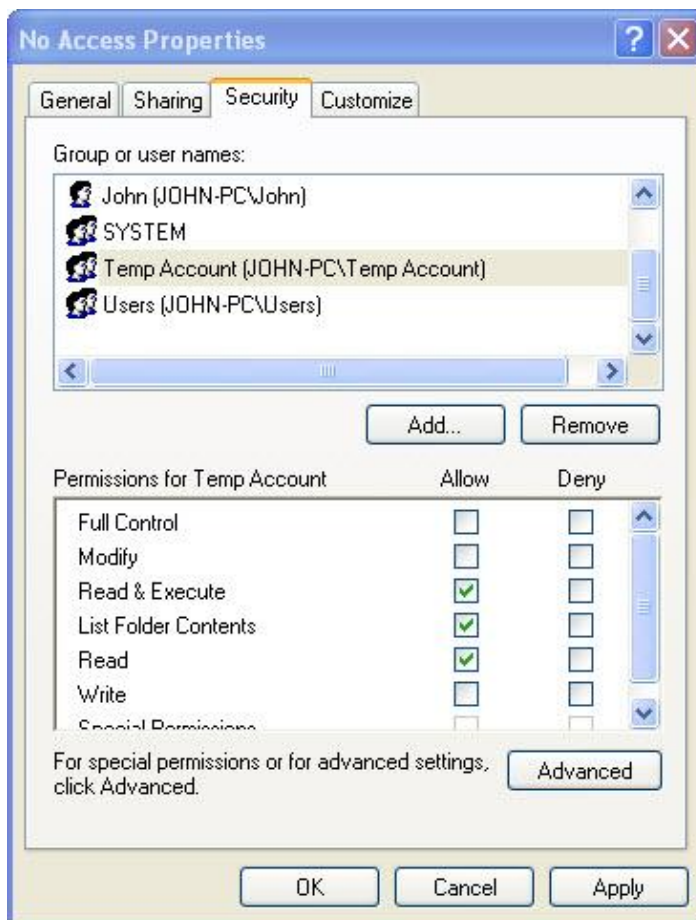 No Access Properties
General Sharing Security Customize
Group or user names:
John (JOHN-PC\John)
SYSTEM
Temp Account (JOHN-PC\Temp Account)
Users (JOHN-PC\Users)
Add... Remove
Permissions for Temp Account Allow Deny
Full Control
Modify
Read & Execute
List Folder Contents
Read
Write
Special Permissions
For special permissions or for advanced settings, Advanced
click Advanced.
OK Cancel Apply